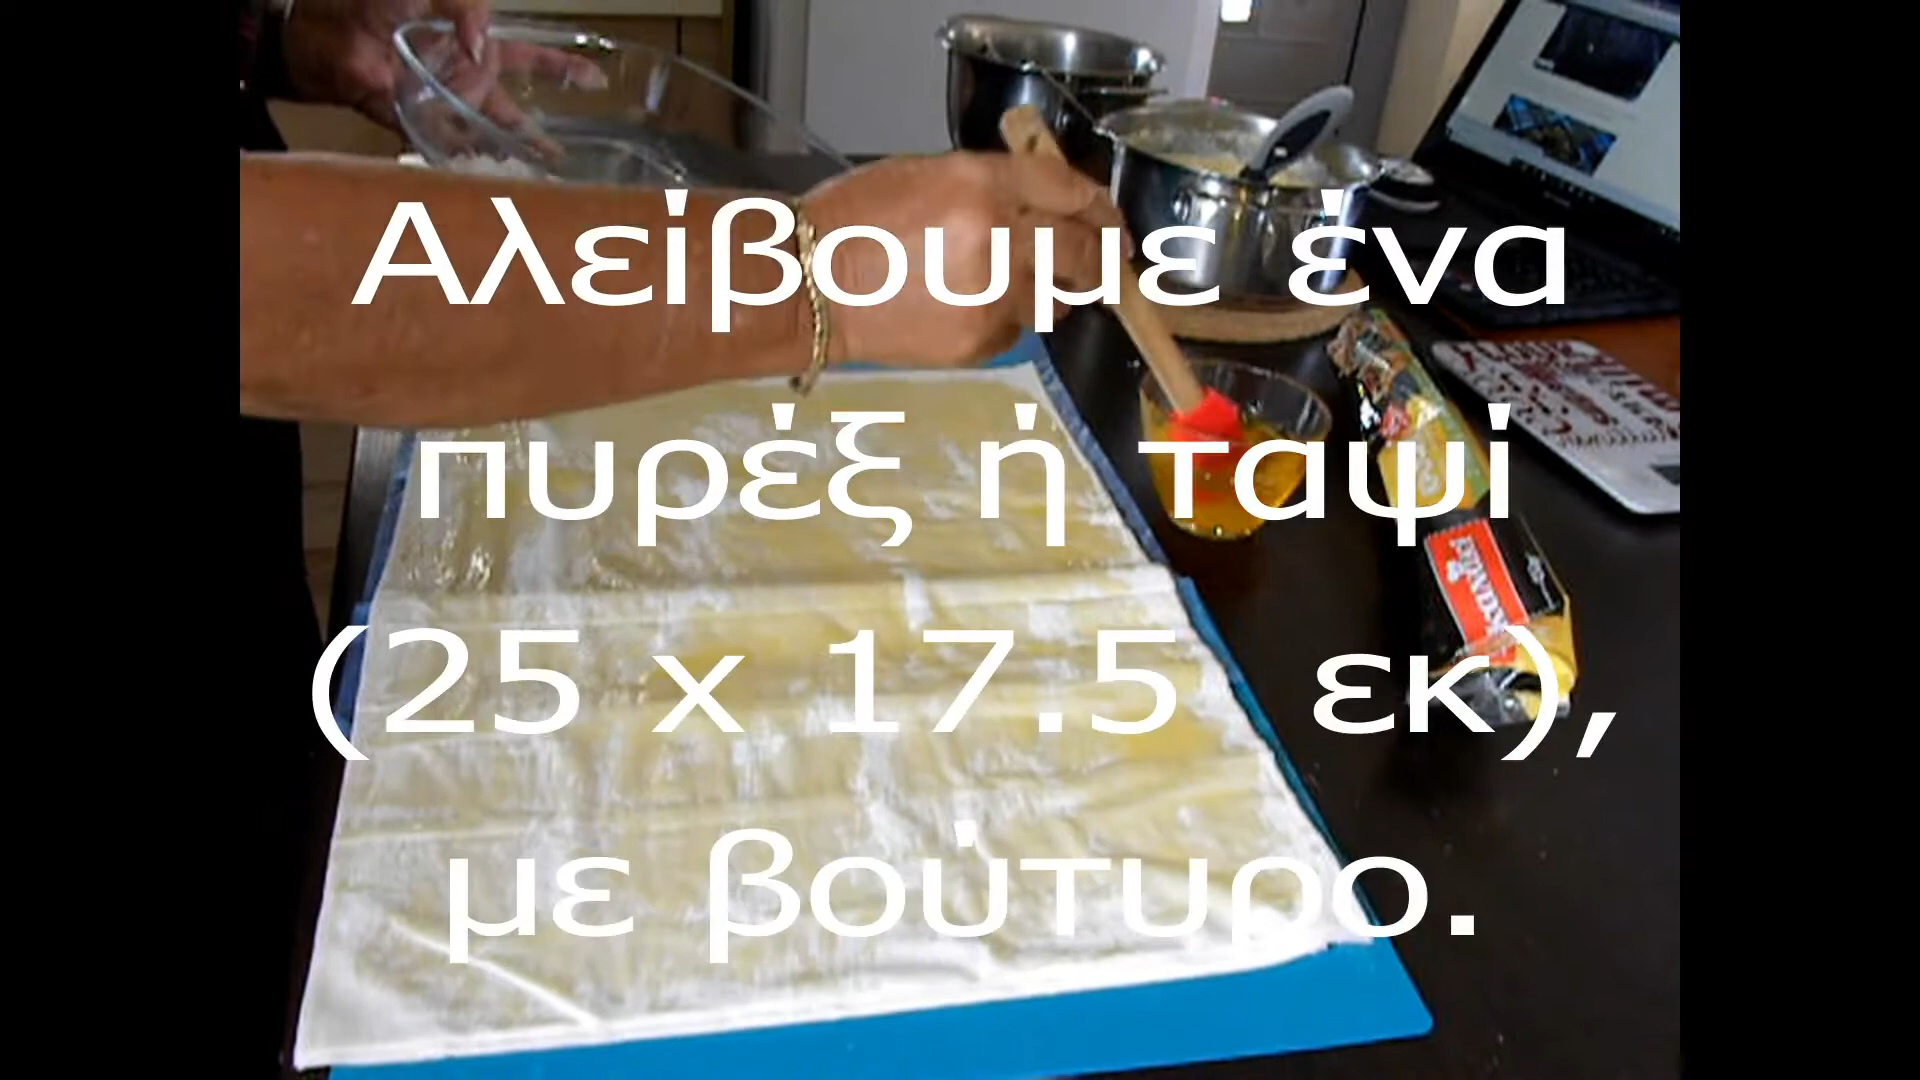 Αλείβουμε ένα
πυρέξ ή ταψί
(25 x 17.5 εκ),
με βούτυρο.